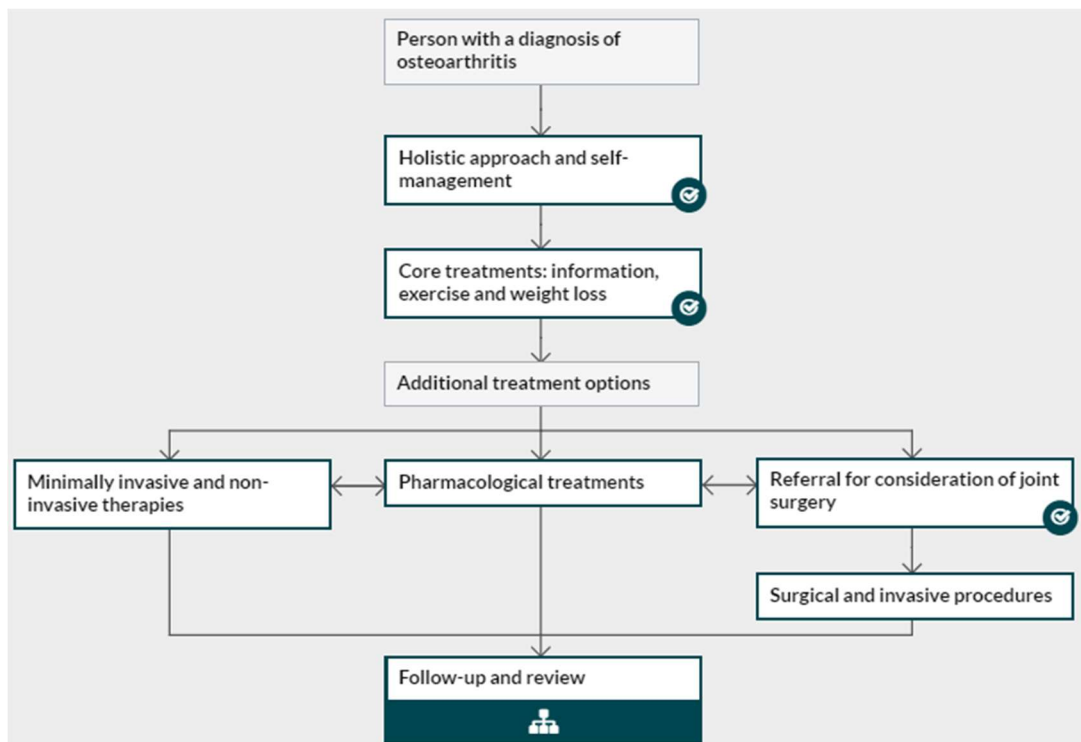 Person with a diagnosis of
osteoarthritis
Holistic approach and self-
management
Core treatments: information,
exercise and weight loss
Additional treatment options
Minimally invasive and non-
invasive therapies
Pharmacological treatments
Referral for consideration of joint
surgery
Surgical and invasive procedures
Follow-up and review